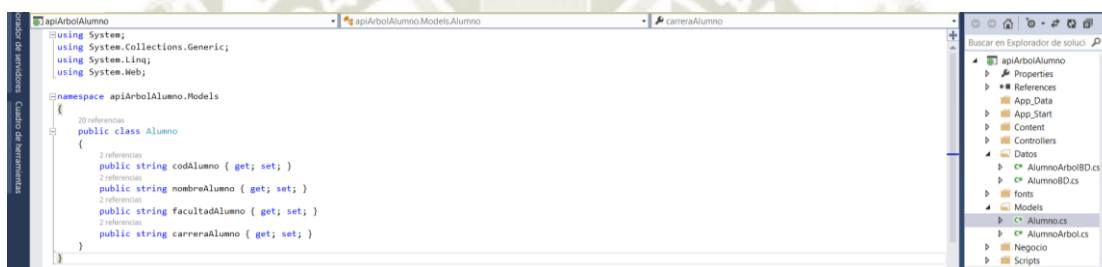 apiArbolAlumno
apiArbolAlumno.Models.Alumno
carreraAlumno
orador de servidores
Cuadro de herramientas
using System;
using System.Collections.Generic;
using System.Linq;
using System.Web;
namespace apiArbolAlumno.Models
{
20 referencias
public class Alumno
{
2 referencias
public string codAlumno { get; set; }
2 referencias
public string nombreAlumno { get; set; }
2 referencias
public string facultadAlumno { get; set; }
2 referencias
public string carreraAlumno { get; set; }
}
}
Buscar en Explorador de soluci
apiArbolAlumno
Properties
References
App_Data
App_Start
Content
Controllers
Datos
C# AlumnoArbolBD.cs
C# AlumnoBD.cs
fonts
Models
C# Alumno.cs
C# AlumnoArbol.cs
Negocio
Scripts